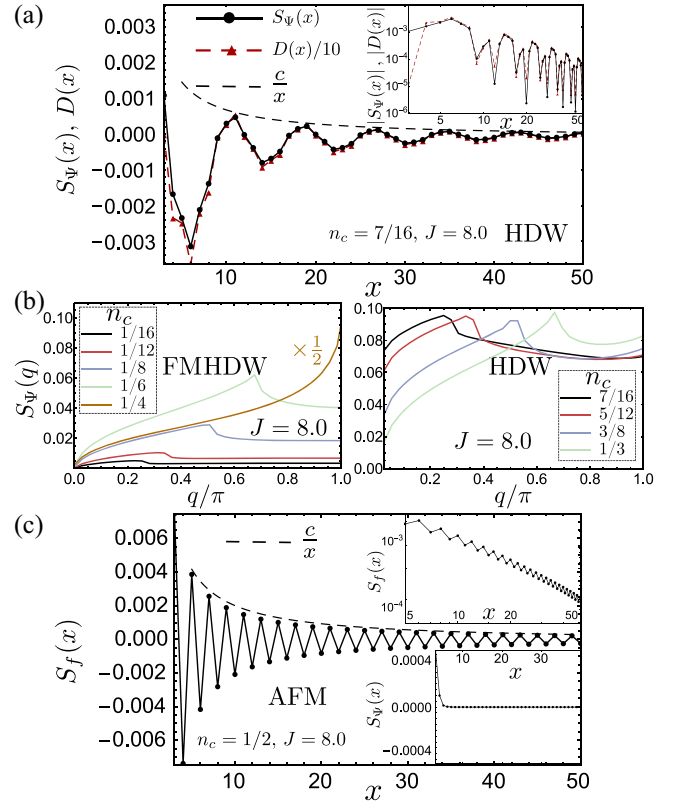 (a)
S_Ψ(x)
D(x)/10
c/x
S_Ψ(x), D(x)
0.001
0.000
−0.001
−0.002
−0.003
10 20 30 40 50
x
n_c = 7/16, J = 8.0 HDW
|S_Ψ(x)|, |D(x)|
10^{-3}
10^{-4}
10^{-5}
10^{-6}
5 10 20 50
x
(b)
S_Ψ(q)
0.10
0.08
0.06
0.04
0.02
0.0 0.2 0.4 0.6 0.8 1.0
q/π
n_c
1/16
1/12
1/8
1/6
1/4
FMHDW
×1/2
J = 8.0
0.10
0.08
0.06
0.04
0.02
0.00
0.2 0.4 0.6 0.8 1.0
q/π
HDW
J = 8.0
n_c
7/16
5/12
3/8
1/3
(c)
c/x
S_f(x)
0.006
0.004
0.002
0.000
−0.002
−0.004
−0.006
10 20 30 40 50
x
AFM
n_c = 1/2, J = 8.0
S_f(x)
10^{-3}
10^{-4}
5 10 20 50
x
S_Ψ(x)
0.0004
0.0000
−0.0004
10 20 30 40
x